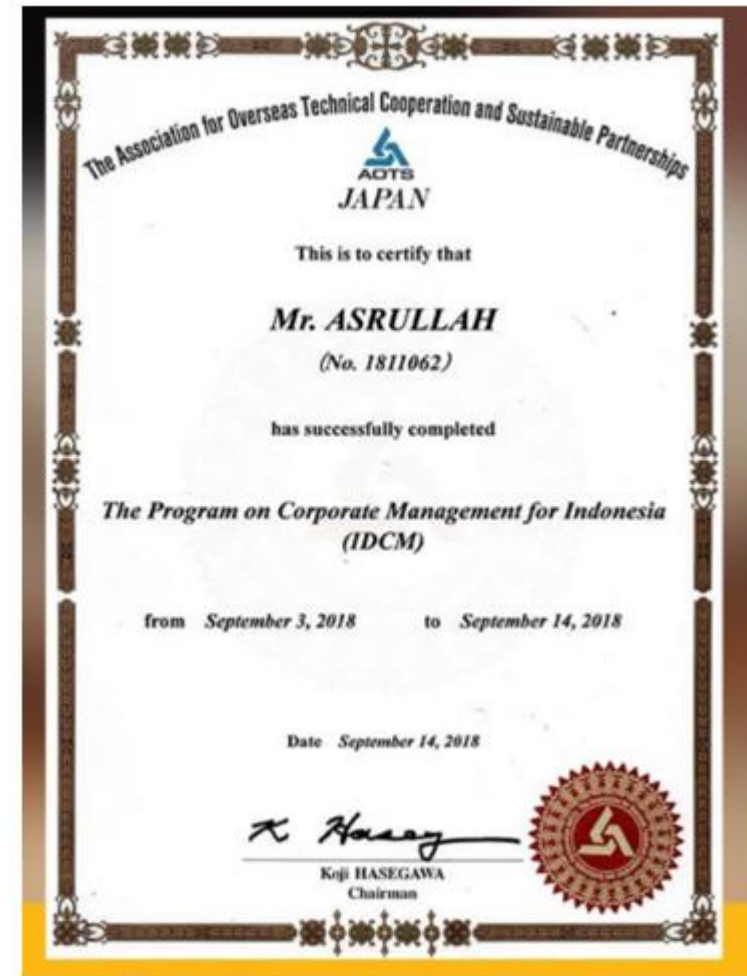 The Association for Overseas Technical Cooperation and Sustainable Partnerships
AOTS
JAPAN
This is to certify that
Mr. ASRULLAH
(No. 1811062)
has successfully completed
The Program on Corporate Management for Indonesia
(IDCM)
from September 3, 2018 to September 14, 2018
Date September 14, 2018
K Haseg
Koji HASEGAWA
Chairman